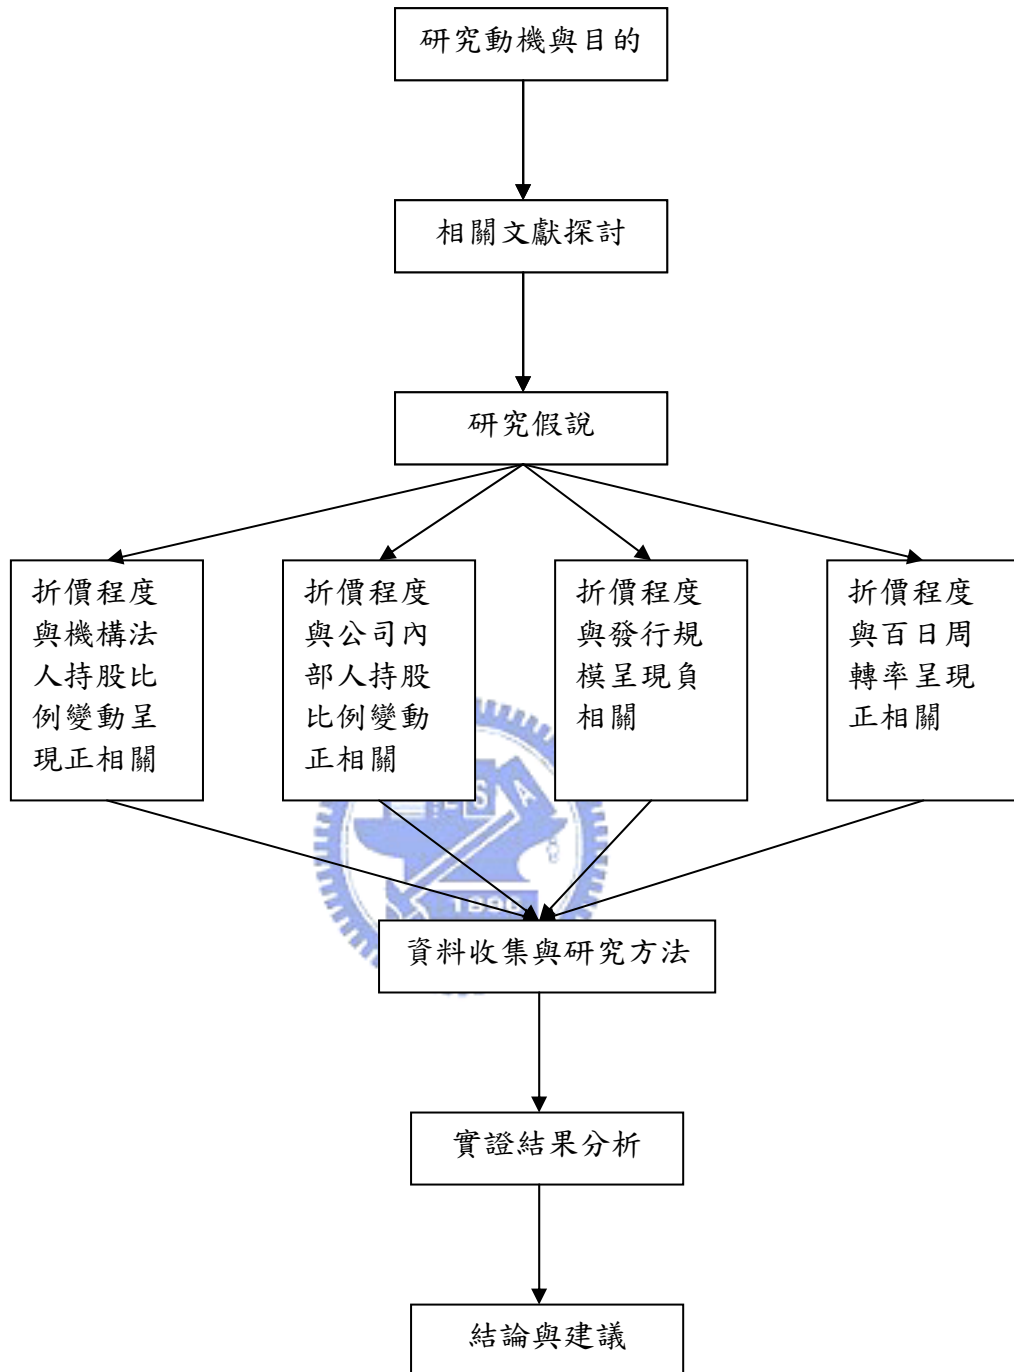 研究動機與目的
相關文獻探討
研究假說
折價程度
與機構法
人持股比
例變動呈
現正相關
折價程度
與公司內
部人持股
比例變動
正相關
折價程度
與發行規
模呈現負
相關
折價程度
與百日周
轉率呈現
正相關
E S A
1896
資料收集與研究方法
實證結果分析
結論與建議